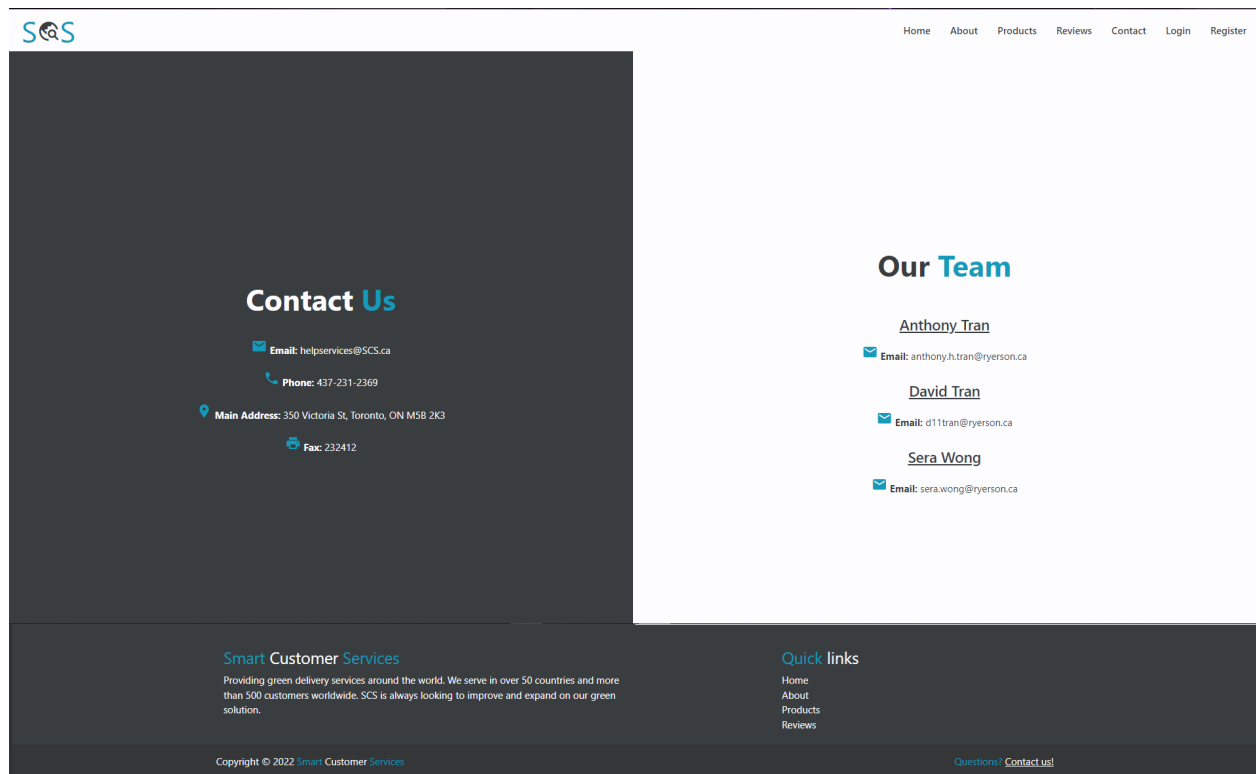 SCS
Home About Products Reviews Contact Login Register
Contact Us
Email: helpservices@SCS.ca
Phone: 437-231-2369
Main Address: 350 Victoria St, Toronto, ON M5B 2K3
Fax: 232412
Our Team
Anthony Tran
Email: anthony.h.tran@ryerson.ca
David Tran
Email: d11tran@ryerson.ca
Sera Wong
Email: sera.wong@ryerson.ca
Smart Customer Services
Providing green delivery services around the world. We serve in over 50 countries and more
than 500 customers worldwide. SCS is always looking to improve and expand on our green
solution.
Quick links
Home
About
Products
Reviews
Copyright © 2022 Smart Customer Services
Questions? Contact us!